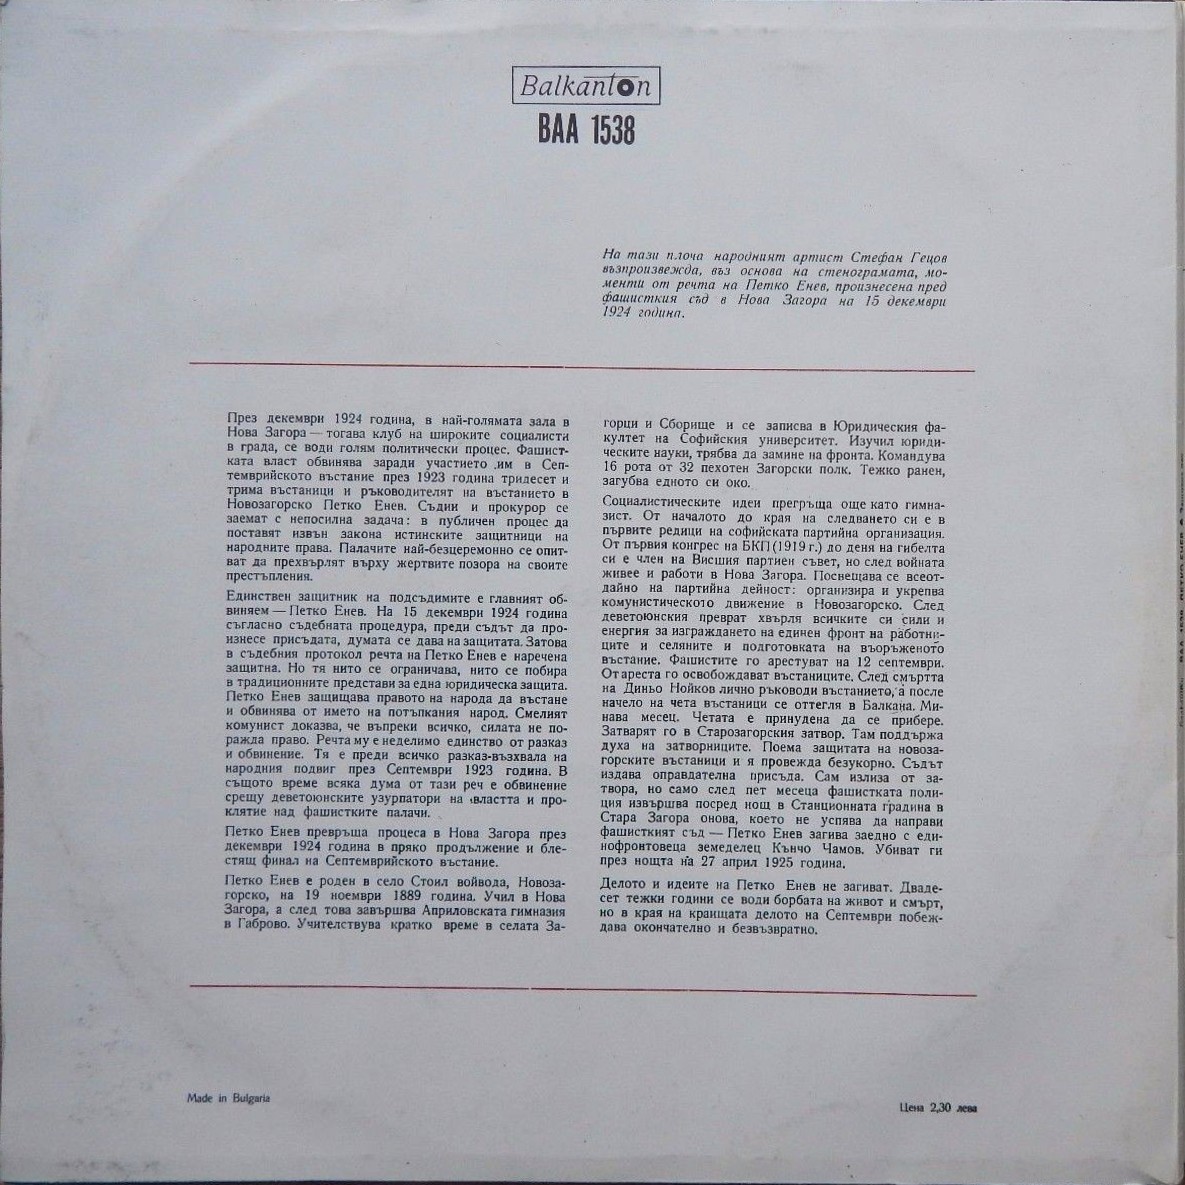 Balkanton
ВАА 1538
На тази плоча народният артист Стефан Гецов
възпроизвежда, въз основа на стенограмата, мо-
менти от речта на Петко Енев, произнесена пред
фашисткия съд в Нова Загора на 15 декември
1924 година.
През декември 1924 година, в най-голямата зала в
Нова Загора — тогава клуб на широките социалисти
в града, се води голям политически процес. Фашист-
ката власт обвинява заради участието им в Сеп-
темврийското въстание през 1923 година тридесет и
трима въстаници и ръководителят на въстанието в
Новозагорско Петко Енев. Съдии и прокурор се
заемат с непосилна задача: в публичен процес да
поставят извън закона истинските защитници на
народните права. Палачите най-безцеремонно се опит-
ват да прехвърлят върху жертвите позора на своите
престъпления.
Единствен защитник на подсъдимите е главният об-
виняем — Петко Енев. На 15 декември 1924 година
съгласно съдебната процедура, преди съдът да про-
изнесе присъдата, думата се дава на защитата. Затова
в съдебния протокол речта на Петко Енев е наречена
защитна. Но тя нито се ограничава, нито се побира
в традиционните представи за една юридическа защита.
Петко Енев защищава правото на народа да въстане
и обвинява от името на потъпкания народ. Смелият
комунист доказва, че въпреки всичко, силата не по-
ражда право. Речта му е неделимо единство от разказ
и обвинение. Тя е преди всичко разказ-възхвала на
народния подвиг през Септември 1923 година. В
същото време всяка дума от тази реч е обвинение
срещу деветоюнските узурпатори на властта и про-
клятие над фашистките палачи.
Петко Енев превръща процеса в Нова Загора през
декември 1924 година в пряко продължение и бле-
стящ финал на Септемврийското въстание.
Петко Енев е роден в село Стоил войвода, Новоза-
горско, на 19 ноември 1889 година. Учил в Нова
Загора, а след това завършва Априловската гимназия
в Габрово. Учителствува кратко време в селата За-
горци и Сборище и се записва в Юридическия фа-
култет на Софийския университет. Изучил юриди-
ческите науки, трябва да замине на фронта. Командува
16 рота от 32 пехотен Загорски полк. Тежко ранен,
загубва едното си око.
Социалистическите идеи прегръща още като гимна-
зист. От началото до края на следването си е в
първите редици на софийската партийна организация.
От първия конгрес на БКП (1919 г.) до деня на гибелта
си е член на Висшия партиен съвет, но след войната
живее и работи в Нова Загора. Посвещава се всеот-
дайно на партийна дейност: организира и укрепва
комунистическото движение в Новозагорско. След
деветоюнския преврат хвърля всичките си сили и
енергия за изграждането на единен фронт на работни-
ците и селяните и подготовката на въоръженото
въстание. Фашистите го арестуват на 12 септември.
От ареста го освобождават въстаниците. След смъртта
на Диньо Нойков лично ръководи въстанието, а после
начело на чета въстаници се оттегля в Балкана. Ми-
нава месец. Четата е принудена да се прибере.
Затварят го в Старозагорския затвор. Там поддържа
духа на затворниците. Поема защитата на новоза-
горските въстаници и я провежда безукорно. Съдът
издава оправдателна присъда. Сам излиза от за-
твора, но само след пет месеца фашистката поли-
ция извършва посред нощ в Станционната градина в
Стара Загора онова, което не успява да направи
фашисткият съд — Петко Енев загива заедно с еди-
нофронтовеца земеделец Кънчо Чамов. Убиват ги
през нощта на 27 април 1925 година.
Делото и идеите на Петко Енев не загиват. Дваде-
сет тежки години се води борбата на живот и смърт,
но в края на краищата делото на Септември побеж-
дава окончателно и безвъзвратно.
Made in Bulgaria
Цена 2,30 лева